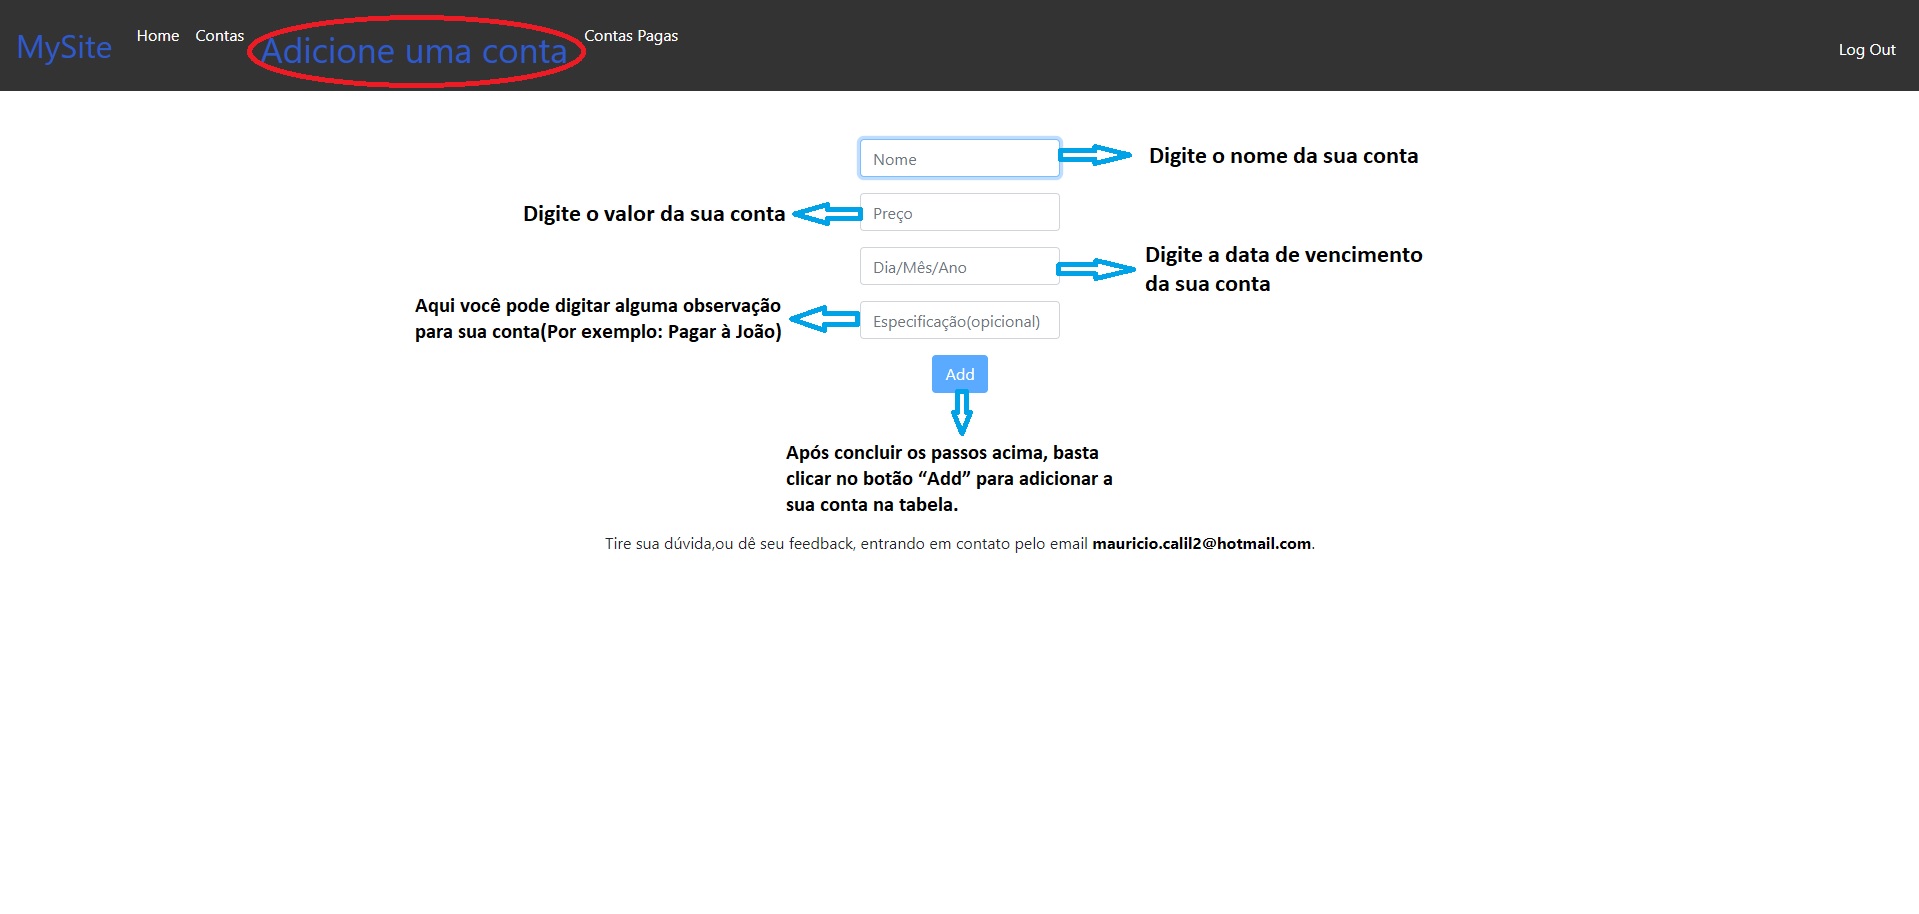 MySite
Home
Contas
Adicione uma conta
Contas Pagas
Log Out
Nome
Digite o nome da sua conta
Digite o valor da sua conta
Preço
Dia/Mês/Ano
Digite a data de vencimento
da sua conta
Aqui você pode digitar alguma observação
para sua conta(Por exemplo: Pagar à João)
Especificação(opicional)
Add
Após concluir os passos acima, basta
clicar no botão “Add” para adicionar a
sua conta na tabela.
Tire sua dúvida,ou dê seu feedback, entrando em contato pelo email mauricio.calil2@hotmail.com.